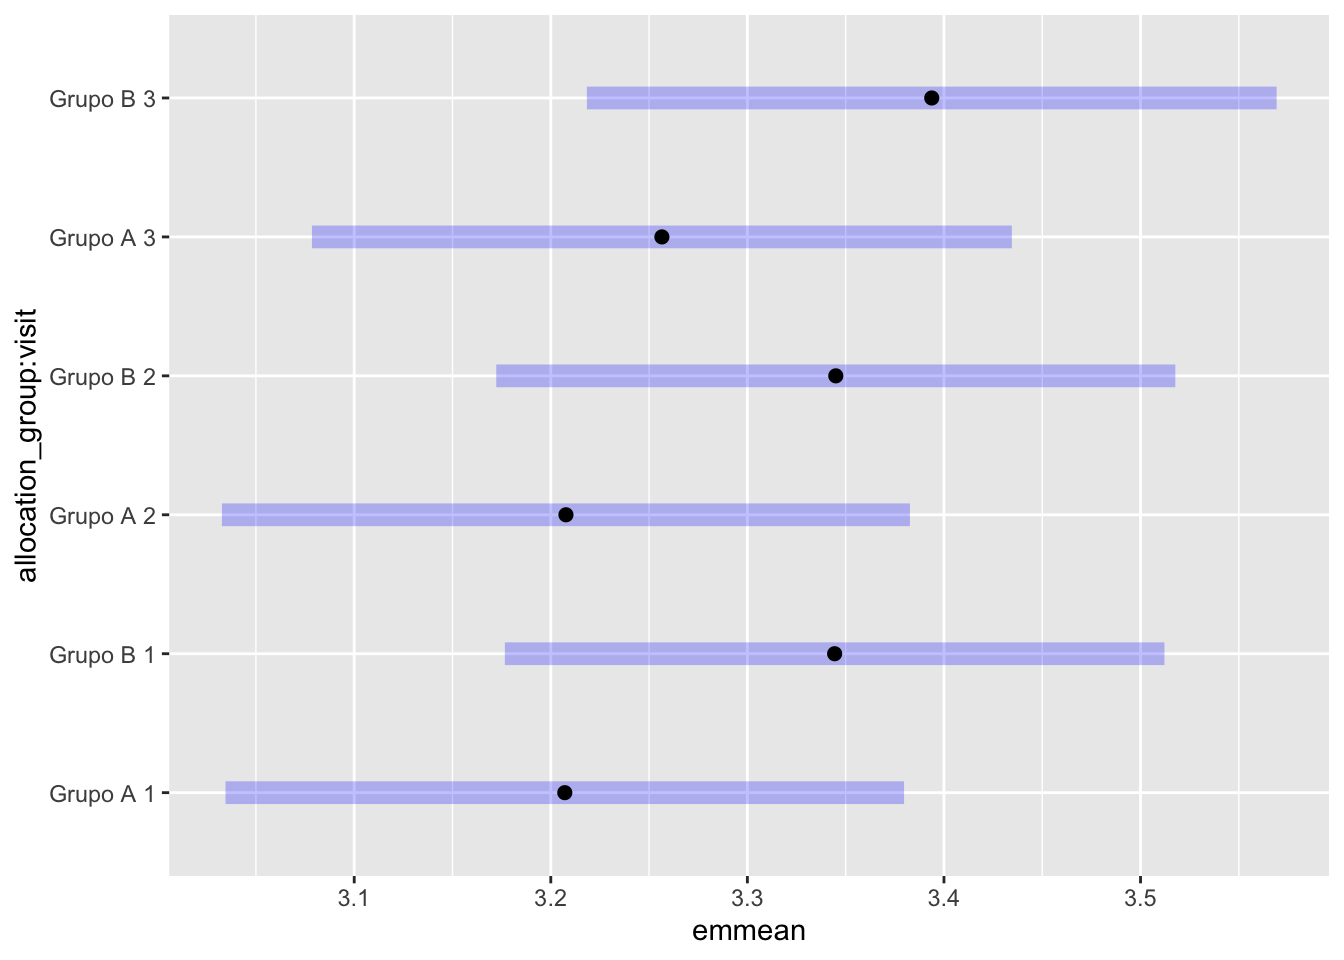 Grupo B 3
Grupo A 3
Grupo B 2
Grupo A 2
Grupo B 1
Grupo A 1
allocation_group:visit
3.1 3.2 3.3 3.4 3.5
emmean